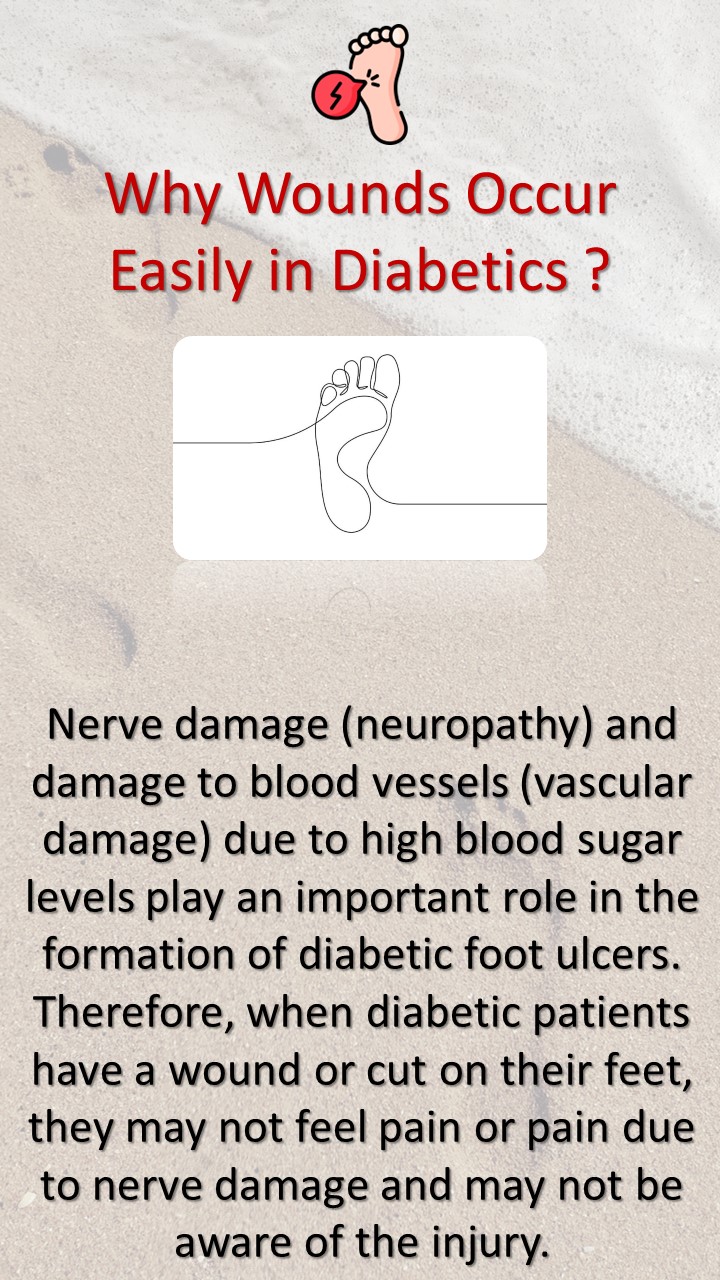 Why Wounds Occur
Easily in Diabetics ?
Nerve damage (neuropathy) and
damage to blood vessels (vascular
damage) due to high blood sugar
levels play an important role in the
formation of diabetic foot ulcers.
Therefore, when diabetic patients
have a wound or cut on their feet,
they may not feel pain or pain due
to nerve damage and may not be
aware of the injury.